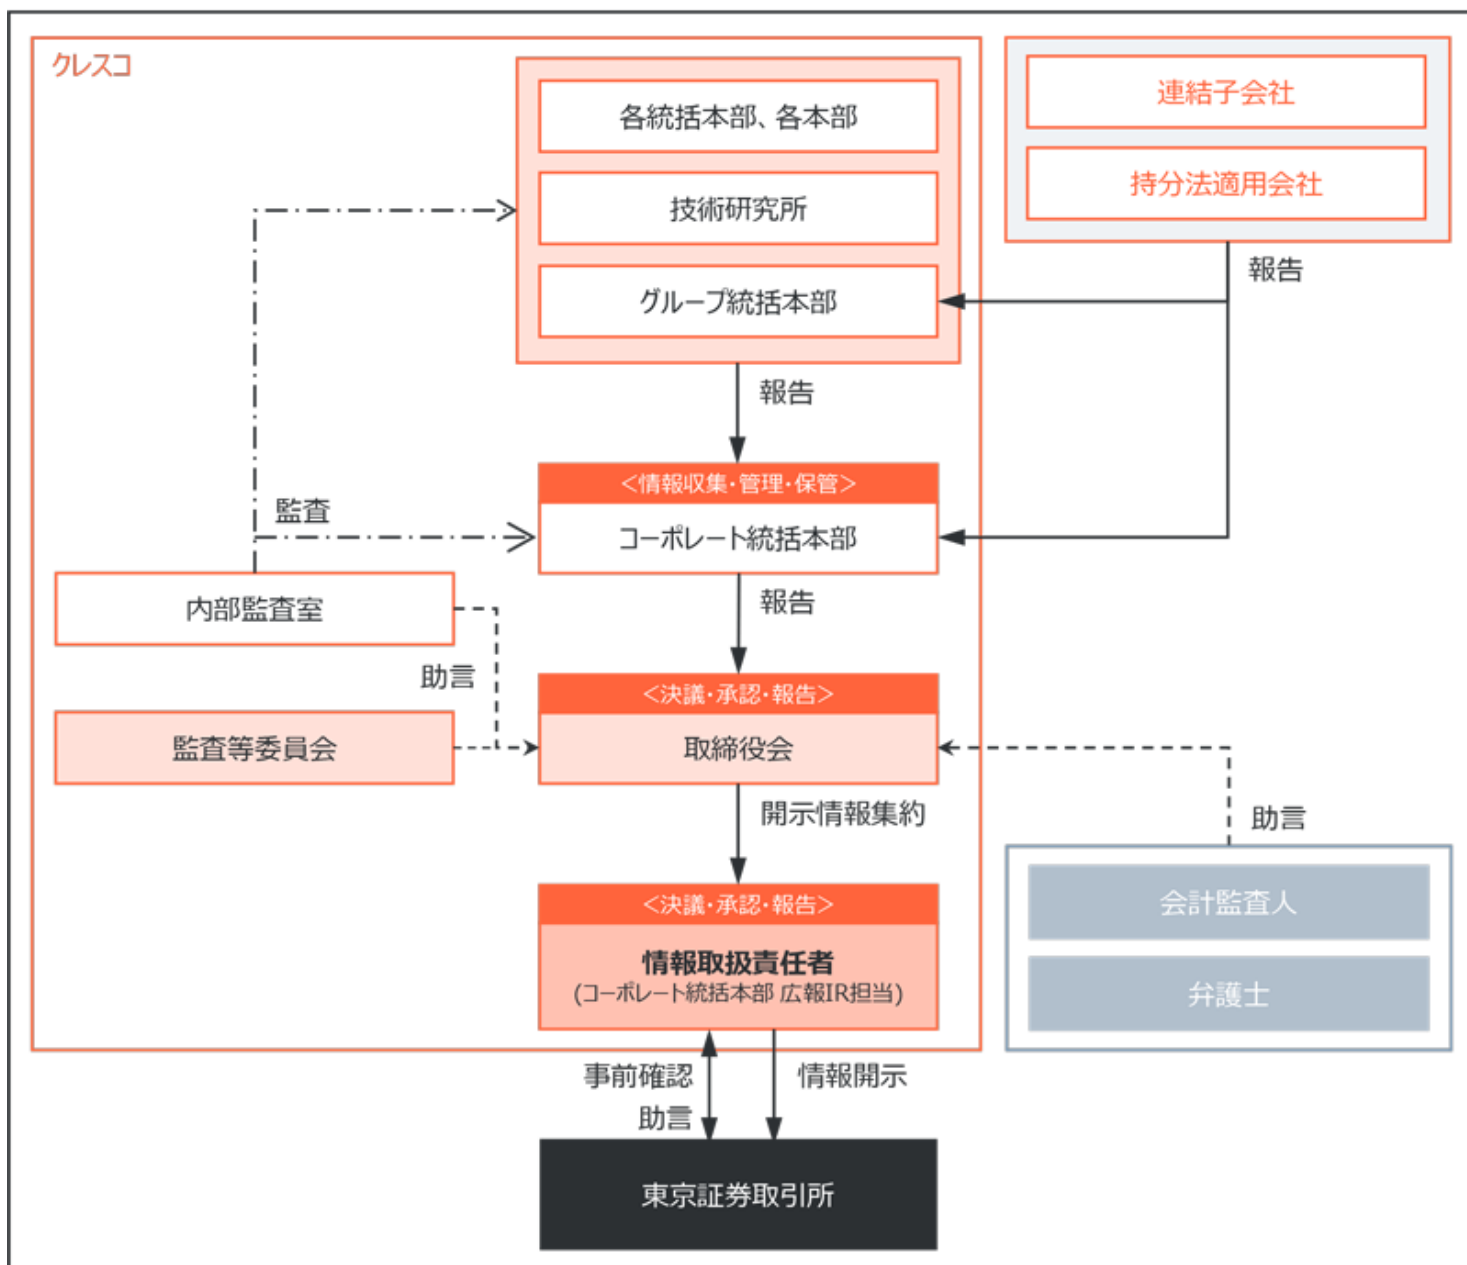 クレスコ
各統括本部、各本部
技術研究所
グループ統括本部
連結子会社
持分法適用会社
報告
報告
<情報収集・管理・保管>
コーポレート統括本部
監査
内部監査室
報告
助言
監査等委員会
<決議・承認・報告>
取締役会
開示情報集約
助言
会計監査人
弁護士
<決議・承認・報告>
情報取扱責任者
(コーポレート統括本部 広報IR担当)
事前確認
助言
情報開示
東京証券取引所